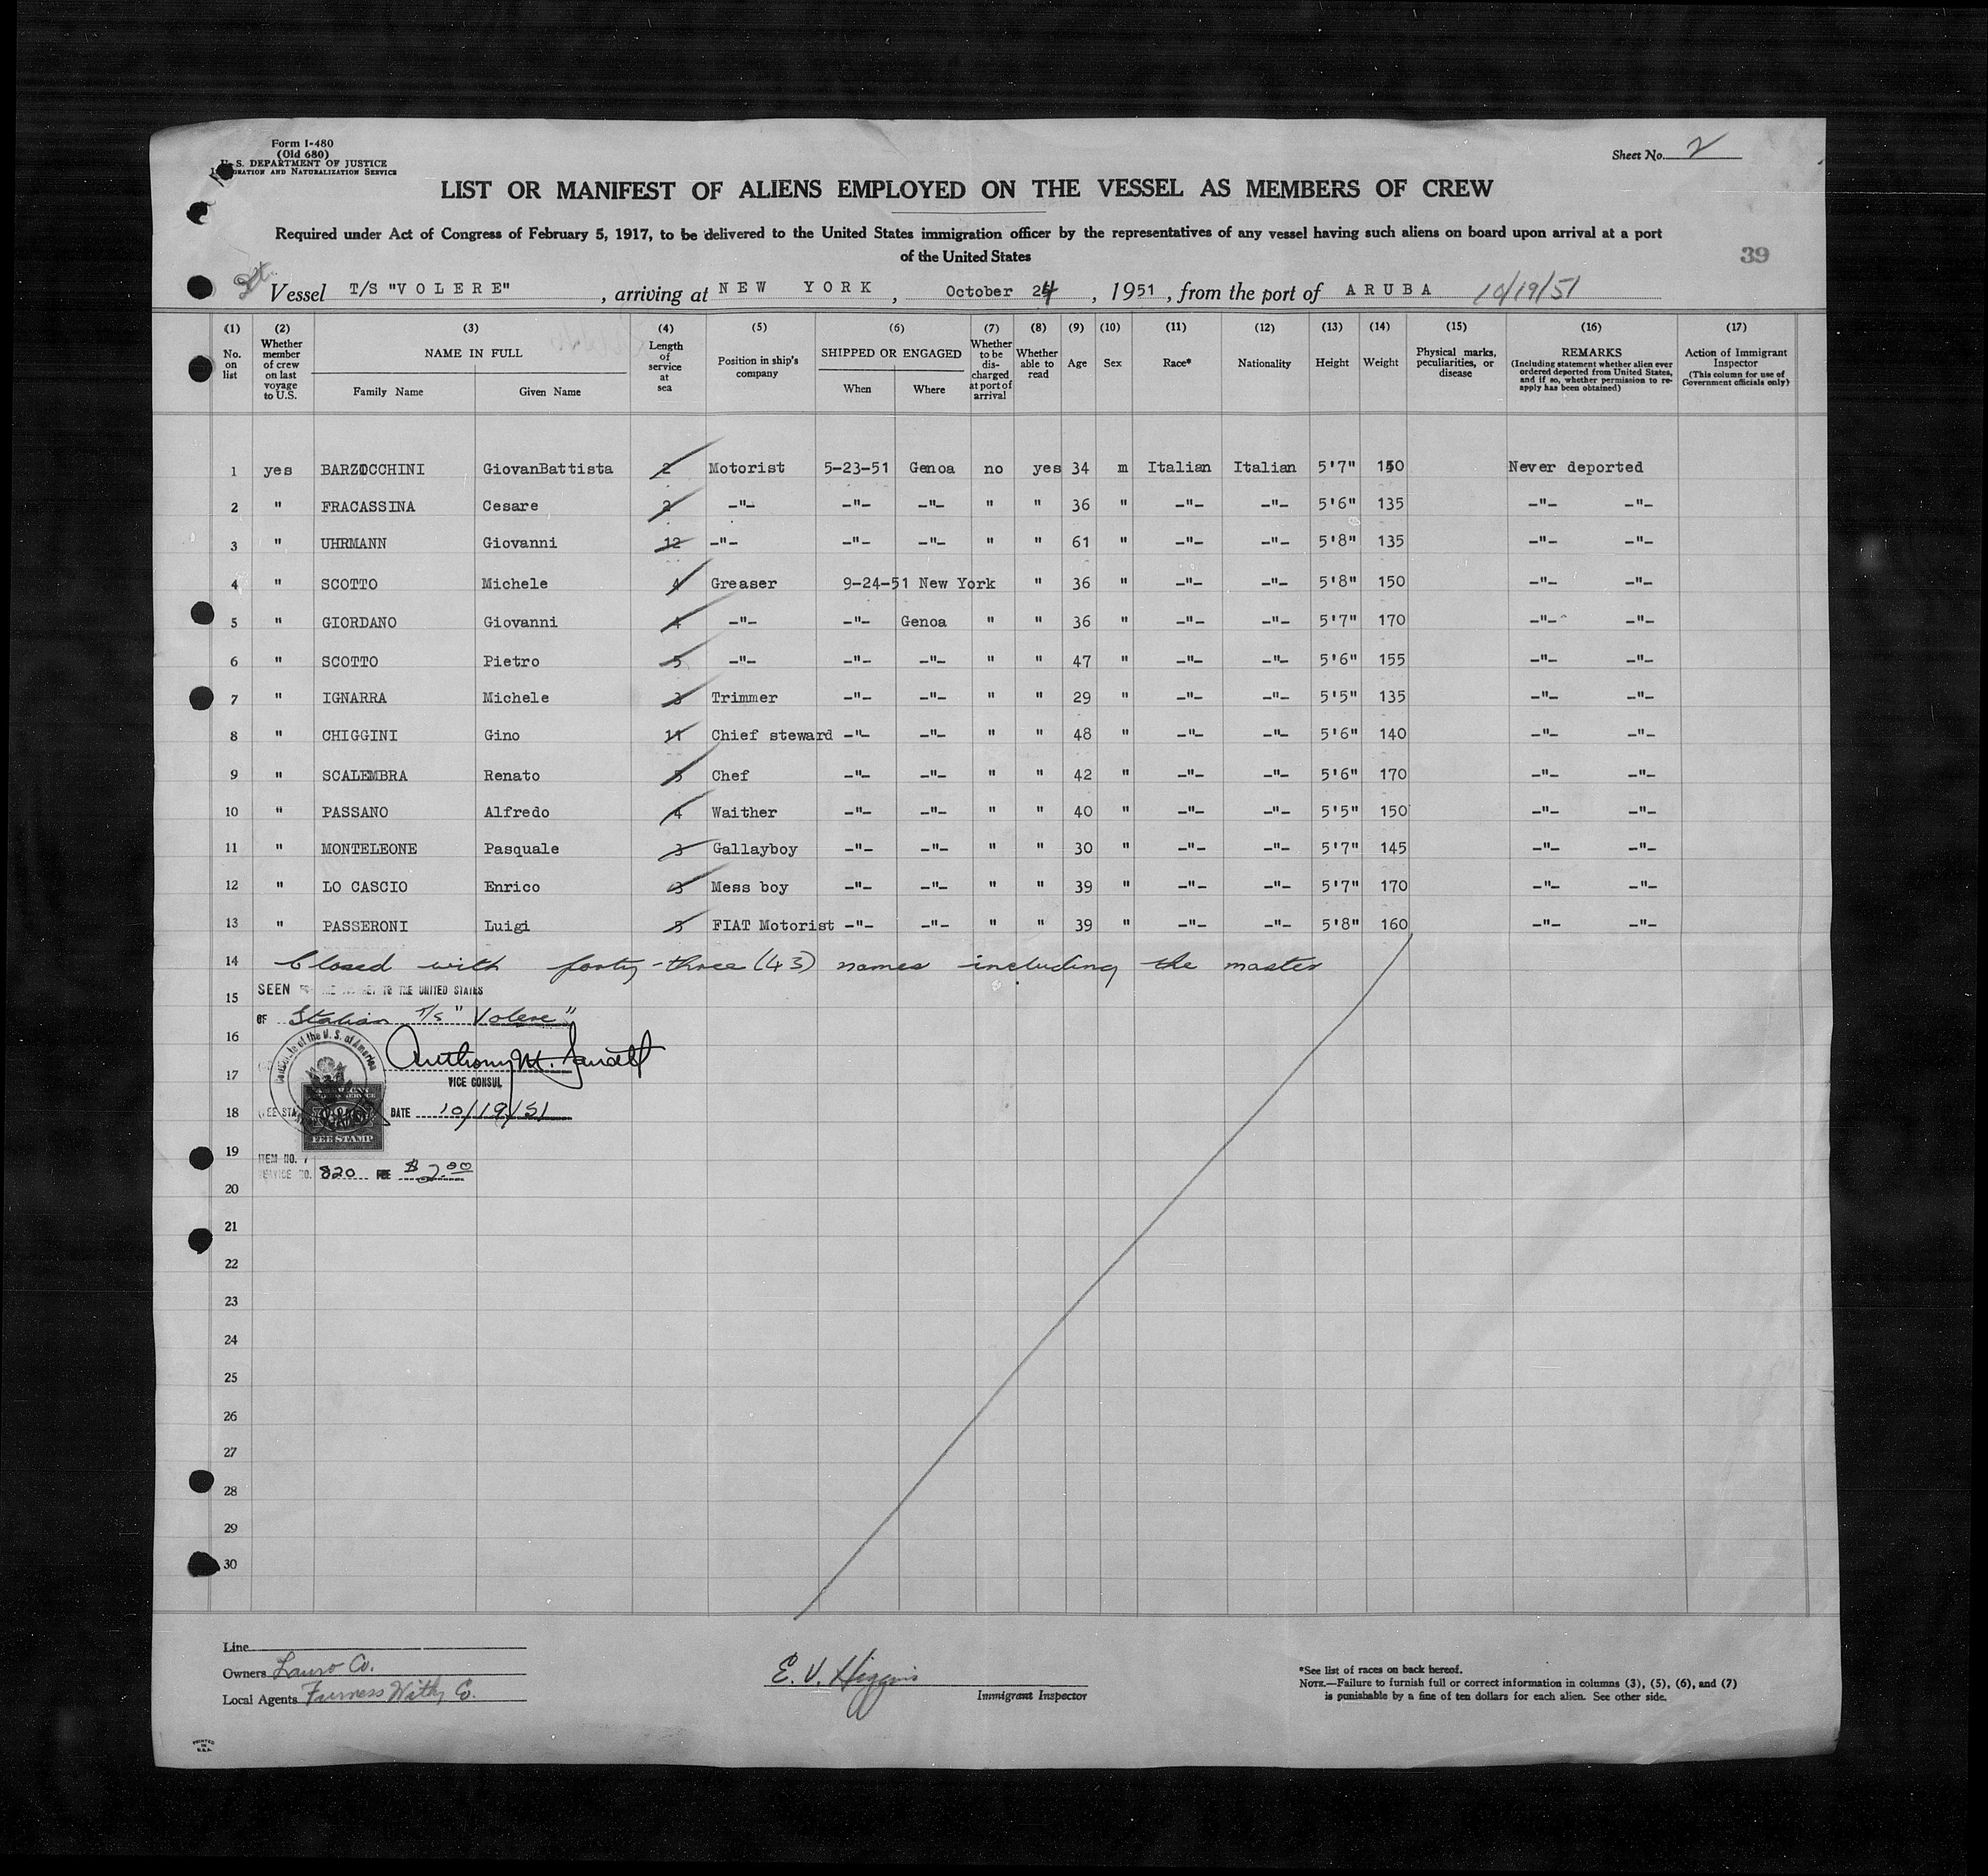 Form I-480
(Old 680)
U. S. DEPARTMENT OF JUSTICE
IMMIGRATION AND NATURALIZATION SERVICE
Sheet No. 2
LIST OR MANIFEST OF ALIENS EMPLOYED ON THE VESSEL AS MEMBERS OF CREW
Required under Act of Congress of February 5, 1917, to be delivered to the United States immigration officer by the representatives of any vessel having such aliens on board upon arrival at a port
of the United States
39
Vessel T/S "VOLERE", arriving at NEW YORK, October 24, 1951, from the port of ARUBA 10/19/51
(1) No. on list
(2) Whether member of crew on last voyage to U.S.
(3) NAME IN FULL Family Name Given Name
(4) Length of service at sea
(5) Position in ship's company
(6) SHIPPED OR ENGAGED When Where
(7) Whether to be discharged at port of arrival
(8) Whether able to read
(9) Age
(10) Sex
(11) Race*
(12) Nationality
(13) Height
(14) Weight
(15) Physical marks, peculiarities, or disease
(16) REMARKS (Including statement whether alien ever ordered deported from United States, and if so, whether permission to re-apply has been obtained)
(17) Action of Immigrant Inspector (This column for use of Government officials only)
1 yes BARZOCCHINI GiovanBattista 2 Motorist 5-23-51 Genoa no yes 34 m Italian Italian 5'7" 150 Never deported
2 " FRACASSINA Cesare 2 -"- -"- -"- " " 36 " -"- -"- 5'6" 135 -"- -"-
3 " UHRMANN Giovanni 12 -"- -"- -"- " " 61 " -"- -"- 5'8" 135 -"- -"-
4 " SCOTTO Michele 4 Greaser 9-24-51 New York " 36 " -"- -"- 5'8" 150 -"- -"-
5 " GIORDANO Giovanni 4 -"- -"- Genoa " " 36 " -"- -"- 5'7" 170 -"- -"-
6 " SCOTTO Pietro 5 -"- -"- -"- " " 47 " -"- -"- 5'6" 155 -"- -"-
7 " IGNARRA Michele 3 Trimmer -"- -"- " " 29 " -"- -"- 5'5" 135 -"- -"-
8 " CHIGGINI Gino 11 Chief steward -"- -"- " " 48 " -"- -"- 5'6" 140 -"- -"-
9 " SCALEMBRA Renato 5 Chef -"- -"- " " 42 " -"- -"- 5'6" 170 -"- -"-
10 " PASSANO Alfredo 4 Waither -"- -"- " " 40 " -"- -"- 5'5" 150 -"- -"-
11 " MONTELEONE Pasquale 3 Gallayboy -"- -"- " " 30 " -"- -"- 5'7" 145 -"- -"-
12 " LO CASCIO Enrico 3 Mess boy -"- -"- " " 39 " -"- -"- 5'7" 170 -"- -"-
13 " PASSERONI Luigi 5 FIAT Motorist -"- -"- " " 39 " -"- -"- 5'8" 160 -"- -"-
14 Closed with forty-three (43) names including the master
SEEN TO THE UNITED STATES
15
OF Italian T/S "Volere"
16
Anthony M.
17
VICE CONSUL
18 DATE 10/19/51
FEE STAMP
19 ITEM NO. 7
SERVICE NO. 820 FEE $2.00
20
21
22
23
24
25
26
27
28
29
30
Line
Owners Lauro Co.
Local Agents Furness Withy Co.
E. V. Higgins
Immigrant Inspector
*See list of races on back hereof.
NOTE.—Failure to furnish full or correct information in columns (3), (5), (6), and (7)
is punishable by a fine of ten dollars for each alien. See other side.
PRINTED
IN
U.S.A.